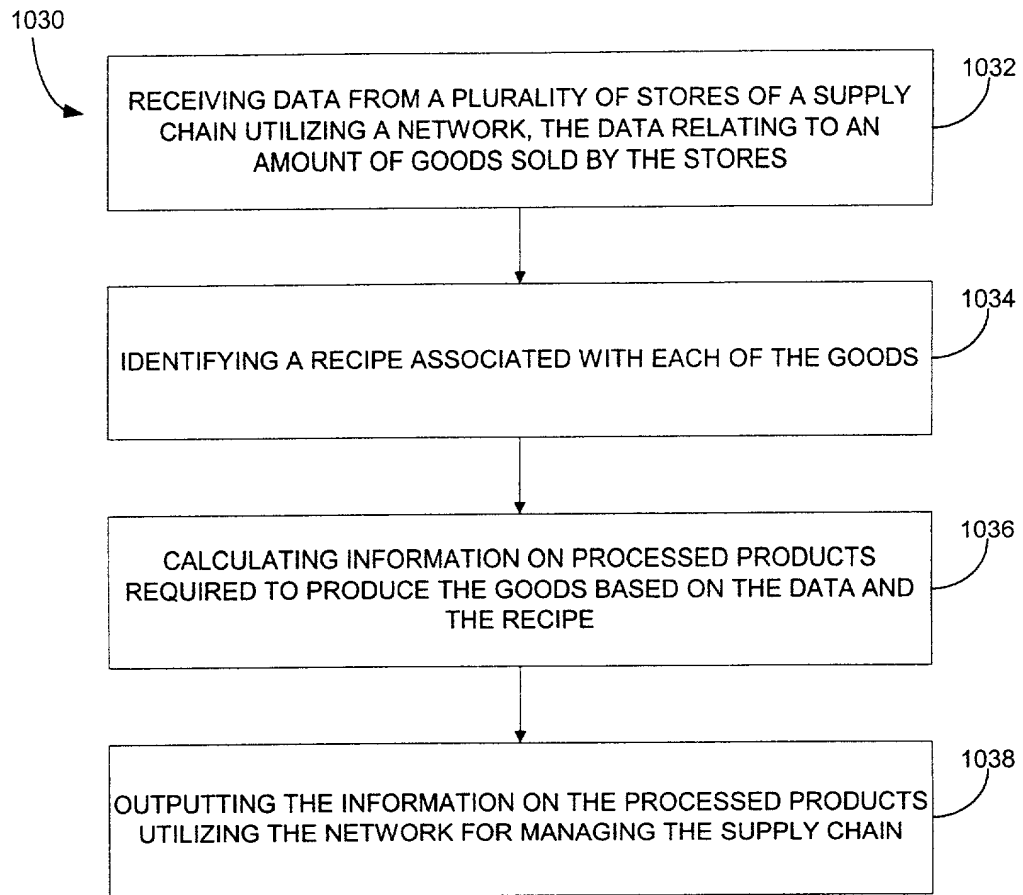 1030
1032
RECEIVING DATA FROM A PLURALITY OF STORES OF A SUPPLY
CHAIN UTILIZING A NETWORK, THE DATA RELATING TO AN
AMOUNT OF GOODS SOLD BY THE STORES
1034
IDENTIFYING A RECIPE ASSOCIATED WITH EACH OF THE GOODS
1036
CALCULATING INFORMATION ON PROCESSED PRODUCTS
REQUIRED TO PRODUCE THE GOODS BASED ON THE DATA AND
THE RECIPE
1038
OUTPUTTING THE INFORMATION ON THE PROCESSED PRODUCTS
UTILIZING THE NETWORK FOR MANAGING THE SUPPLY CHAIN